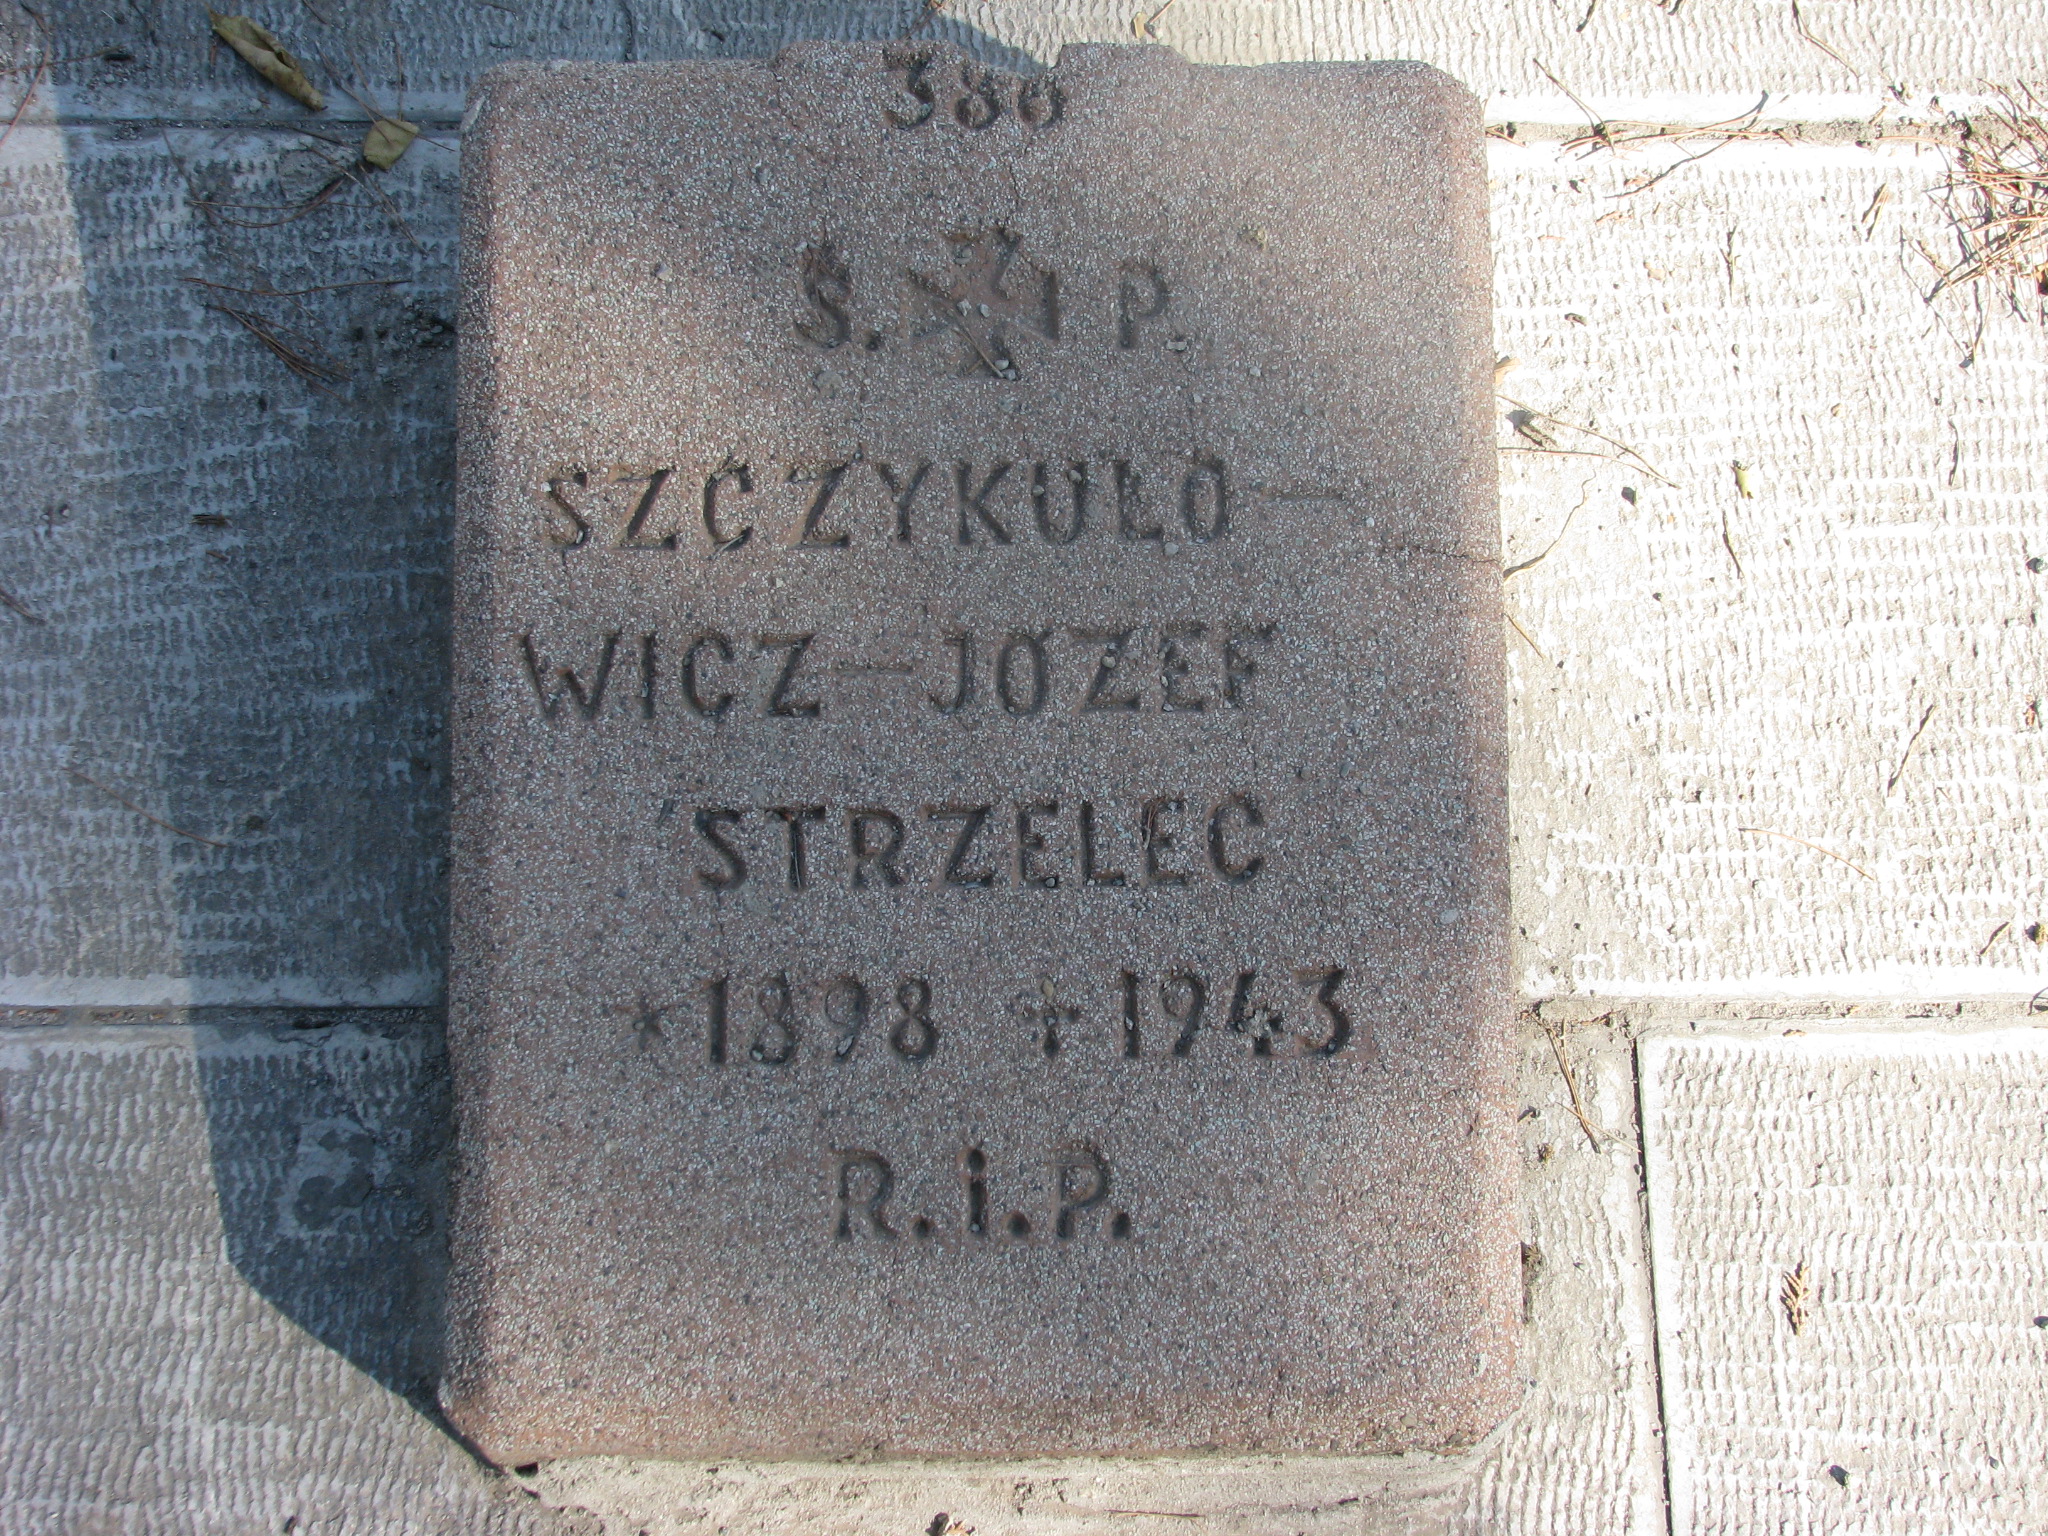 386
Ś. P.
SZCZYKUŁO-
WICZ-JÓZEF
STRZELEC
*1898 ✝1943
R.i.P.